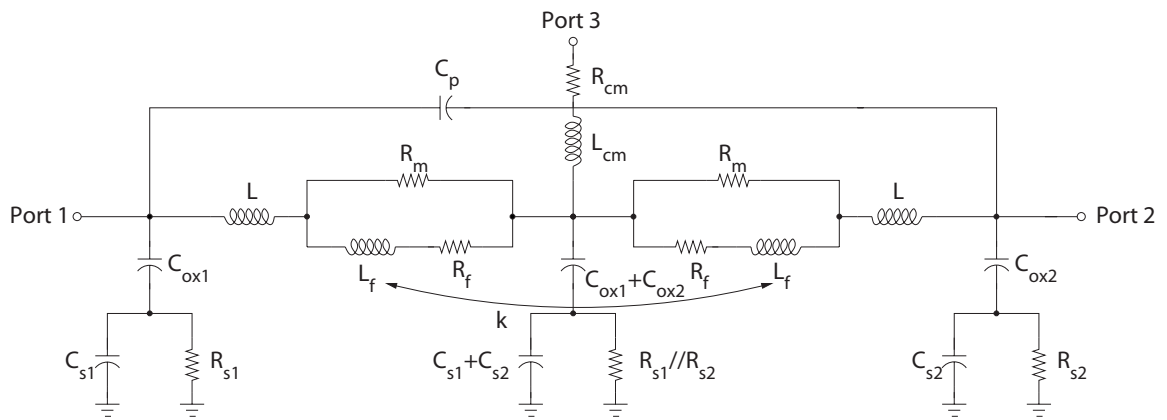 Port 3
C_p
R_cm
L_cm
R_m
R_m
L
L
Port 1
Port 2
L_f
R_f
R_f
L_f
C_ox1
C_ox1+C_ox2
C_ox2
k
C_s1
R_s1
C_s1+C_s2
R_s1//R_s2
C_s2
R_s2